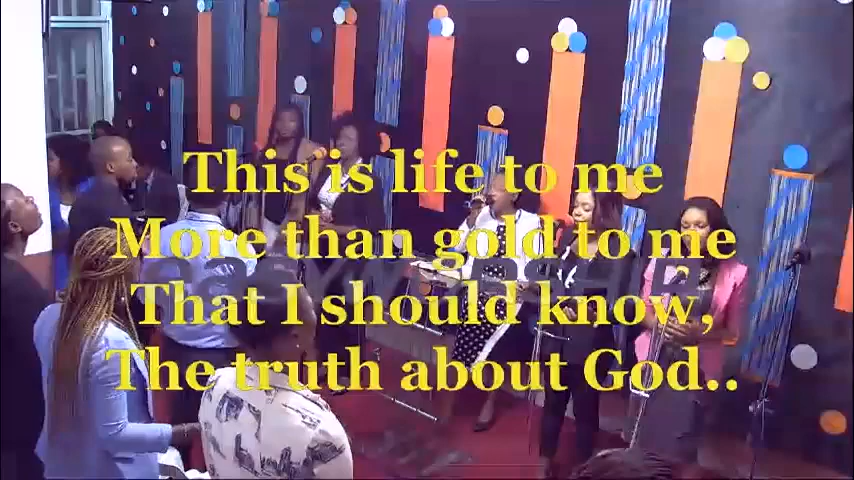 This is life to me
More than gold to me
That I should know,
The truth about God..